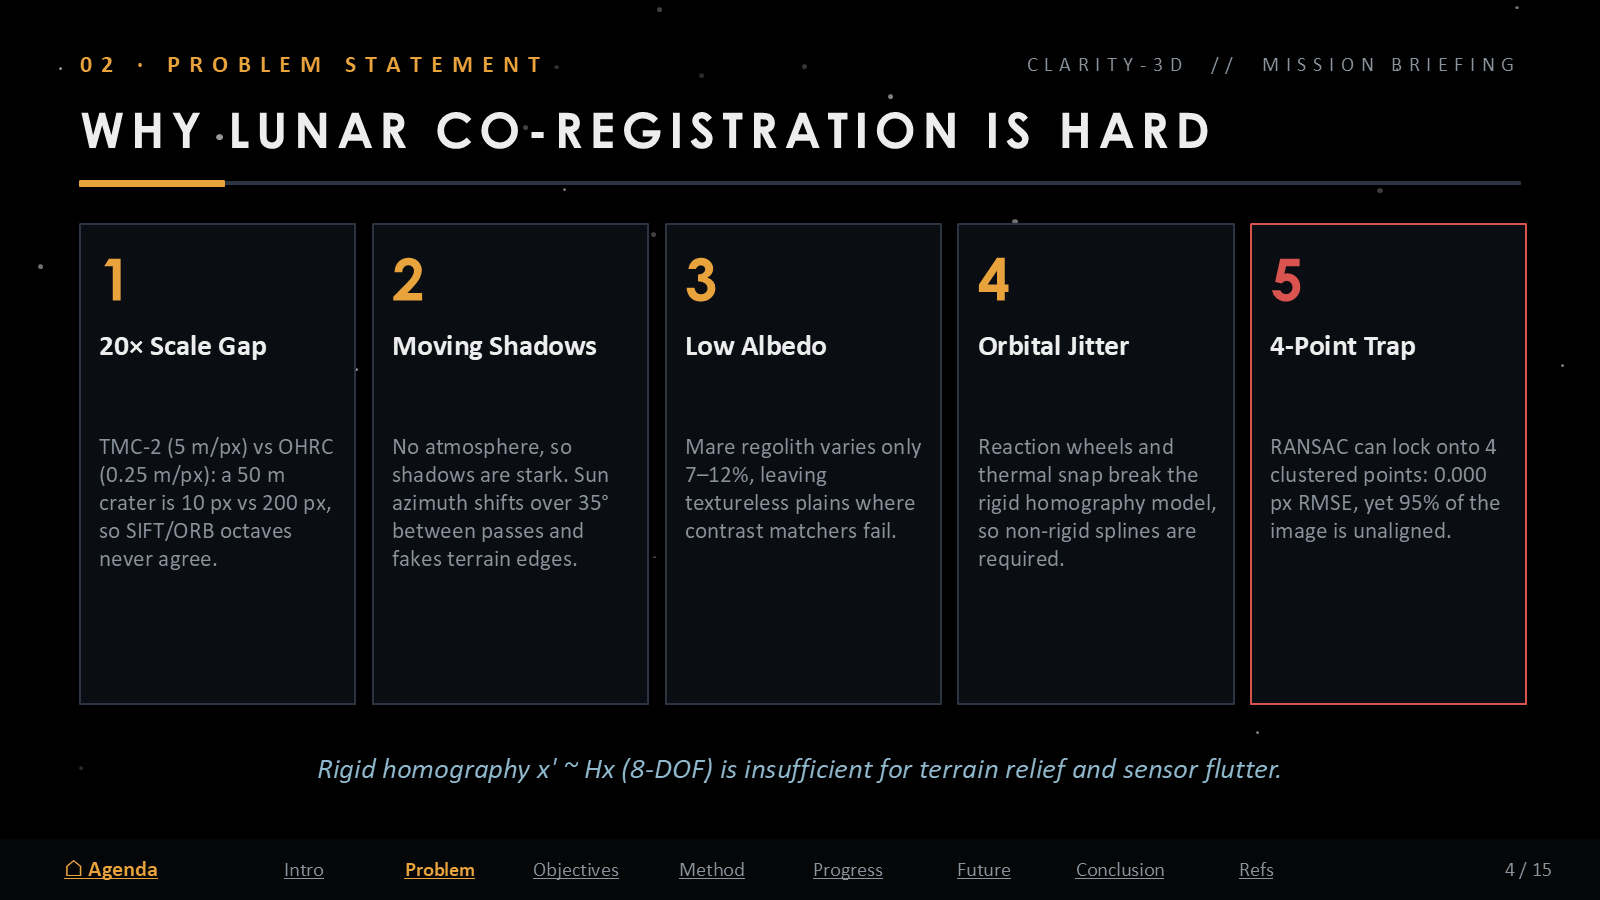 02 · PROBLEM STATEMENT
CLARITY-3D // MISSION BRIEFING
WHY LUNAR CO-REGISTRATION IS HARD
1
20× Scale Gap
TMC-2 (5 m/px) vs OHRC
(0.25 m/px): a 50 m
crater is 10 px vs 200 px,
so SIFT/ORB octaves
never agree.
2
Moving Shadows
No atmosphere, so
shadows are stark. Sun
azimuth shifts over 35°
between passes and
fakes terrain edges.
3
Low Albedo
Mare regolith varies only
7–12%, leaving
textureless plains where
contrast matchers fail.
4
Orbital Jitter
Reaction wheels and
thermal snap break the
rigid homography model,
so non-rigid splines are
required.
5
4-Point Trap
RANSAC can lock onto 4
clustered points: 0.000
px RMSE, yet 95% of the
image is unaligned.
Rigid homography x' ~ Hx (8-DOF) is insufficient for terrain relief and sensor flutter.
⌂ Agenda
Intro
Problem
Objectives
Method
Progress
Future
Conclusion
Refs
4 / 15